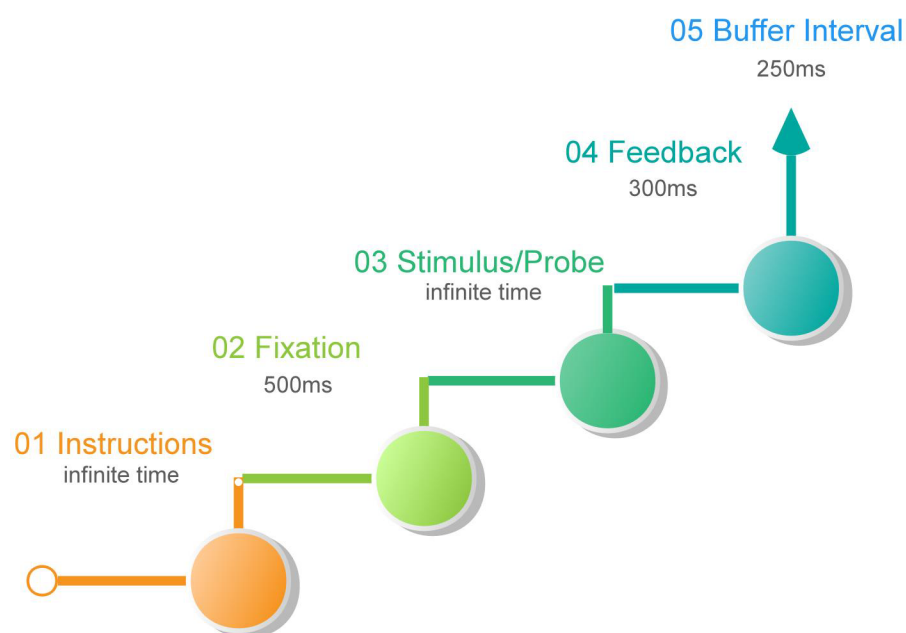 01 Instructions
infinite time
02 Fixation
500ms
03 Stimulus/Probe
infinite time
04 Feedback
300ms
05 Buffer Interval
250ms